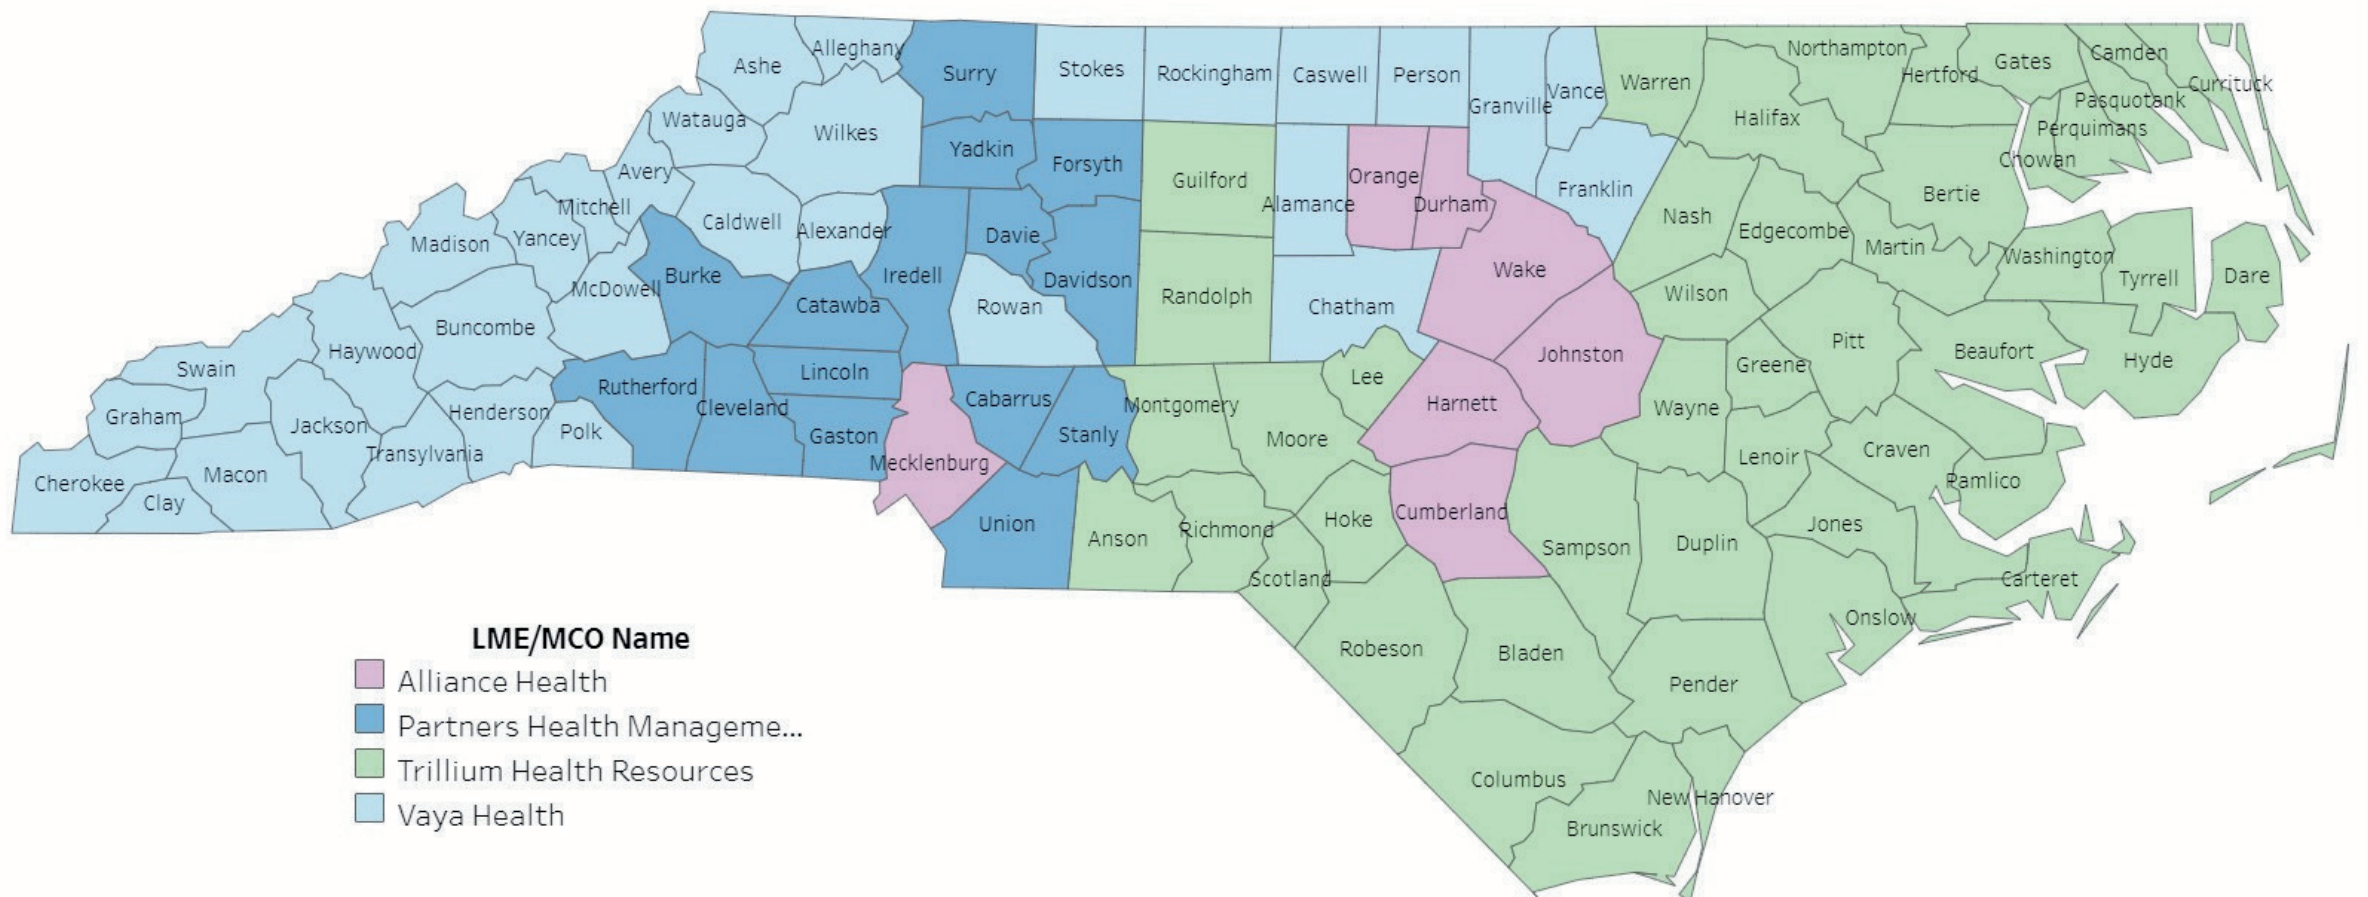 Ashe
Alleghany
Surry
Stokes
Rockingham
Caswell
Person
Granville
Vance
Warren
Northampton
Hertford
Gates
Camden
Currituck
Pasquotank
Perquimans
Chowan
Halifax
Watauga
Wilkes
Yadkin
Forsyth
Guilford
Alamance
Orange
Durham
Franklin
Nash
Edgecombe
Bertie
Martin
Washington
Tyrrell
Dare
Avery
Mitchell
Yancey
Madison
Caldwell
Alexander
Davie
Iredell
Davidson
Randolph
Chatham
Wake
Wilson
Burke
McDowell
Catawba
Rowan
Buncombe
Haywood
Swain
Graham
Jackson
Henderson
Transylvania
Polk
Rutherford
Cleveland
Lincoln
Gaston
Mecklenburg
Cabarrus
Stanly
Montgomery
Moore
Lee
Harnett
Johnston
Wayne
Greene
Pitt
Beaufort
Hyde
Cherokee
Clay
Macon
Union
Anson
Richmond
Scotland
Hoke
Cumberland
Sampson
Duplin
Lenoir
Craven
Pamlico
Jones
Carteret
Onslow
Robeson
Bladen
Pender
Columbus
New Hanover
Brunswick
LME/MCO Name
Alliance Health
Partners Health Manageme...
Trillium Health Resources
Vaya Health